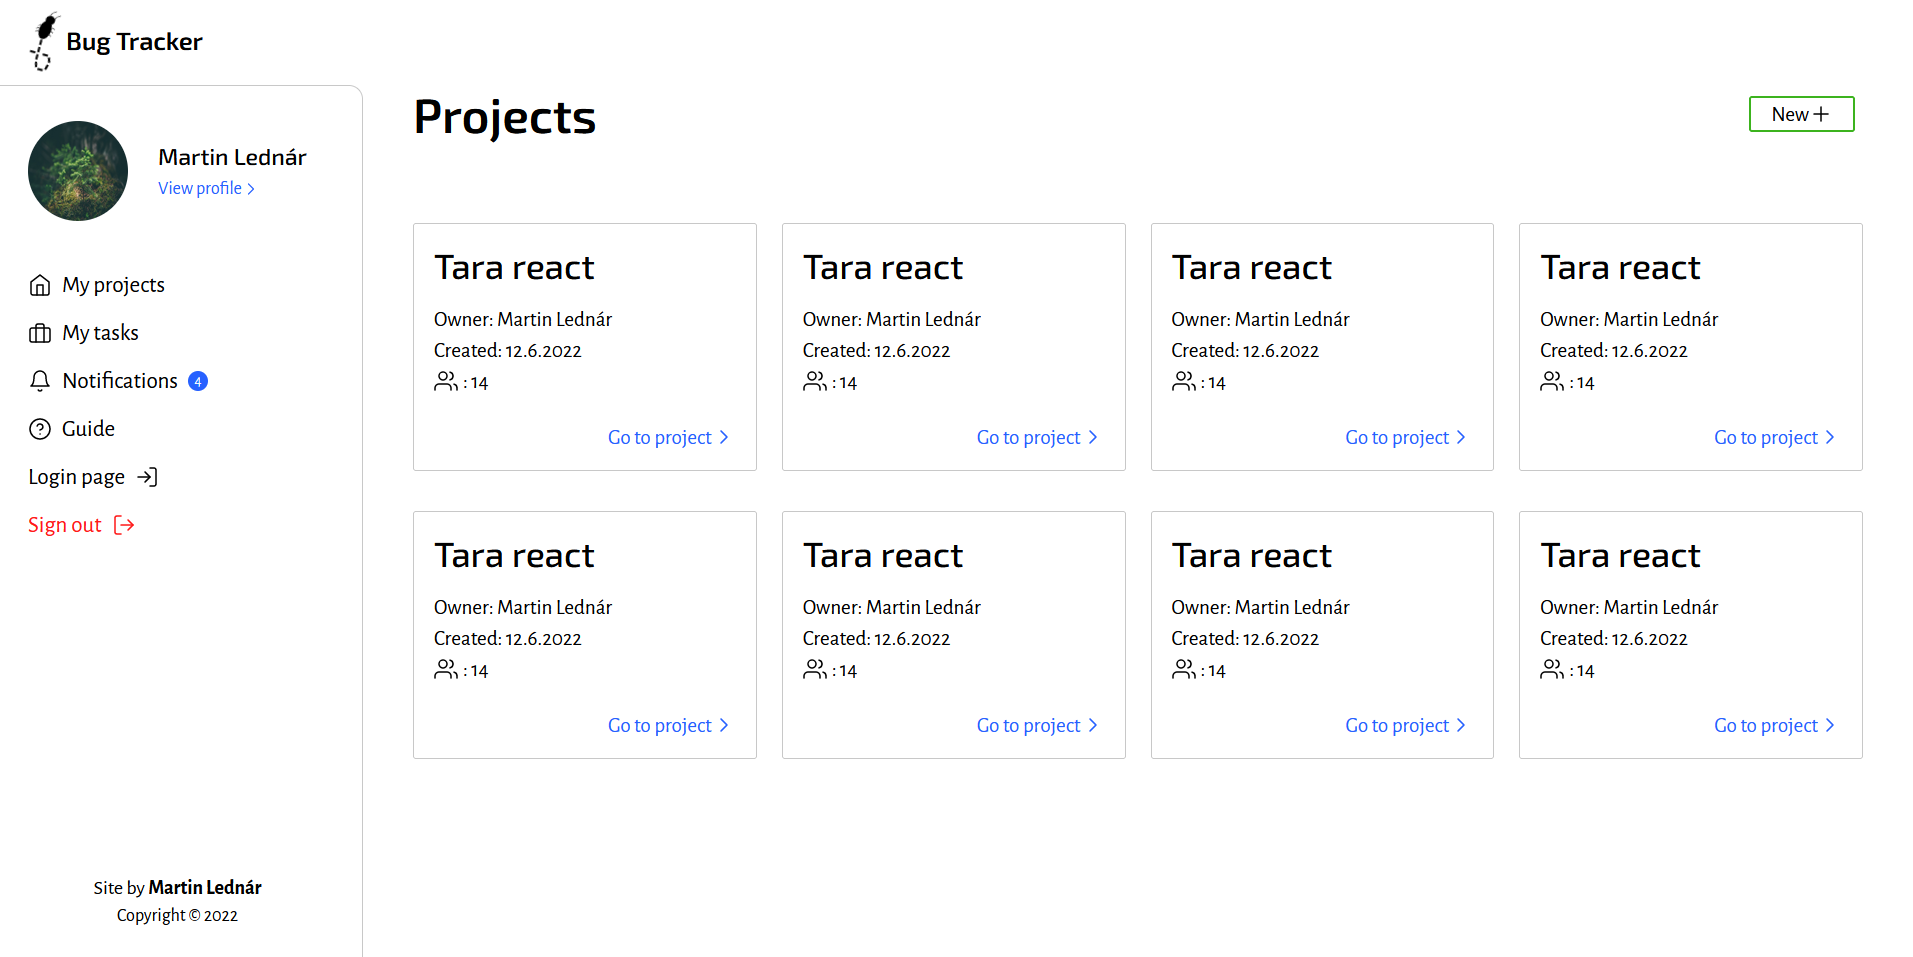 Bug Tracker
Martin Lednár
View profile
My projects
My tasks
Notifications 4
Guide
Login page
Sign out
Site by Martin Lednár
Copyright © 2022
Projects
New
Tara react
Owner: Martin Lednár
Created: 12.6.2022
: 14
Go to project
Tara react
Owner: Martin Lednár
Created: 12.6.2022
: 14
Go to project
Tara react
Owner: Martin Lednár
Created: 12.6.2022
: 14
Go to project
Tara react
Owner: Martin Lednár
Created: 12.6.2022
: 14
Go to project
Tara react
Owner: Martin Lednár
Created: 12.6.2022
: 14
Go to project
Tara react
Owner: Martin Lednár
Created: 12.6.2022
: 14
Go to project
Tara react
Owner: Martin Lednár
Created: 12.6.2022
: 14
Go to project
Tara react
Owner: Martin Lednár
Created: 12.6.2022
: 14
Go to project